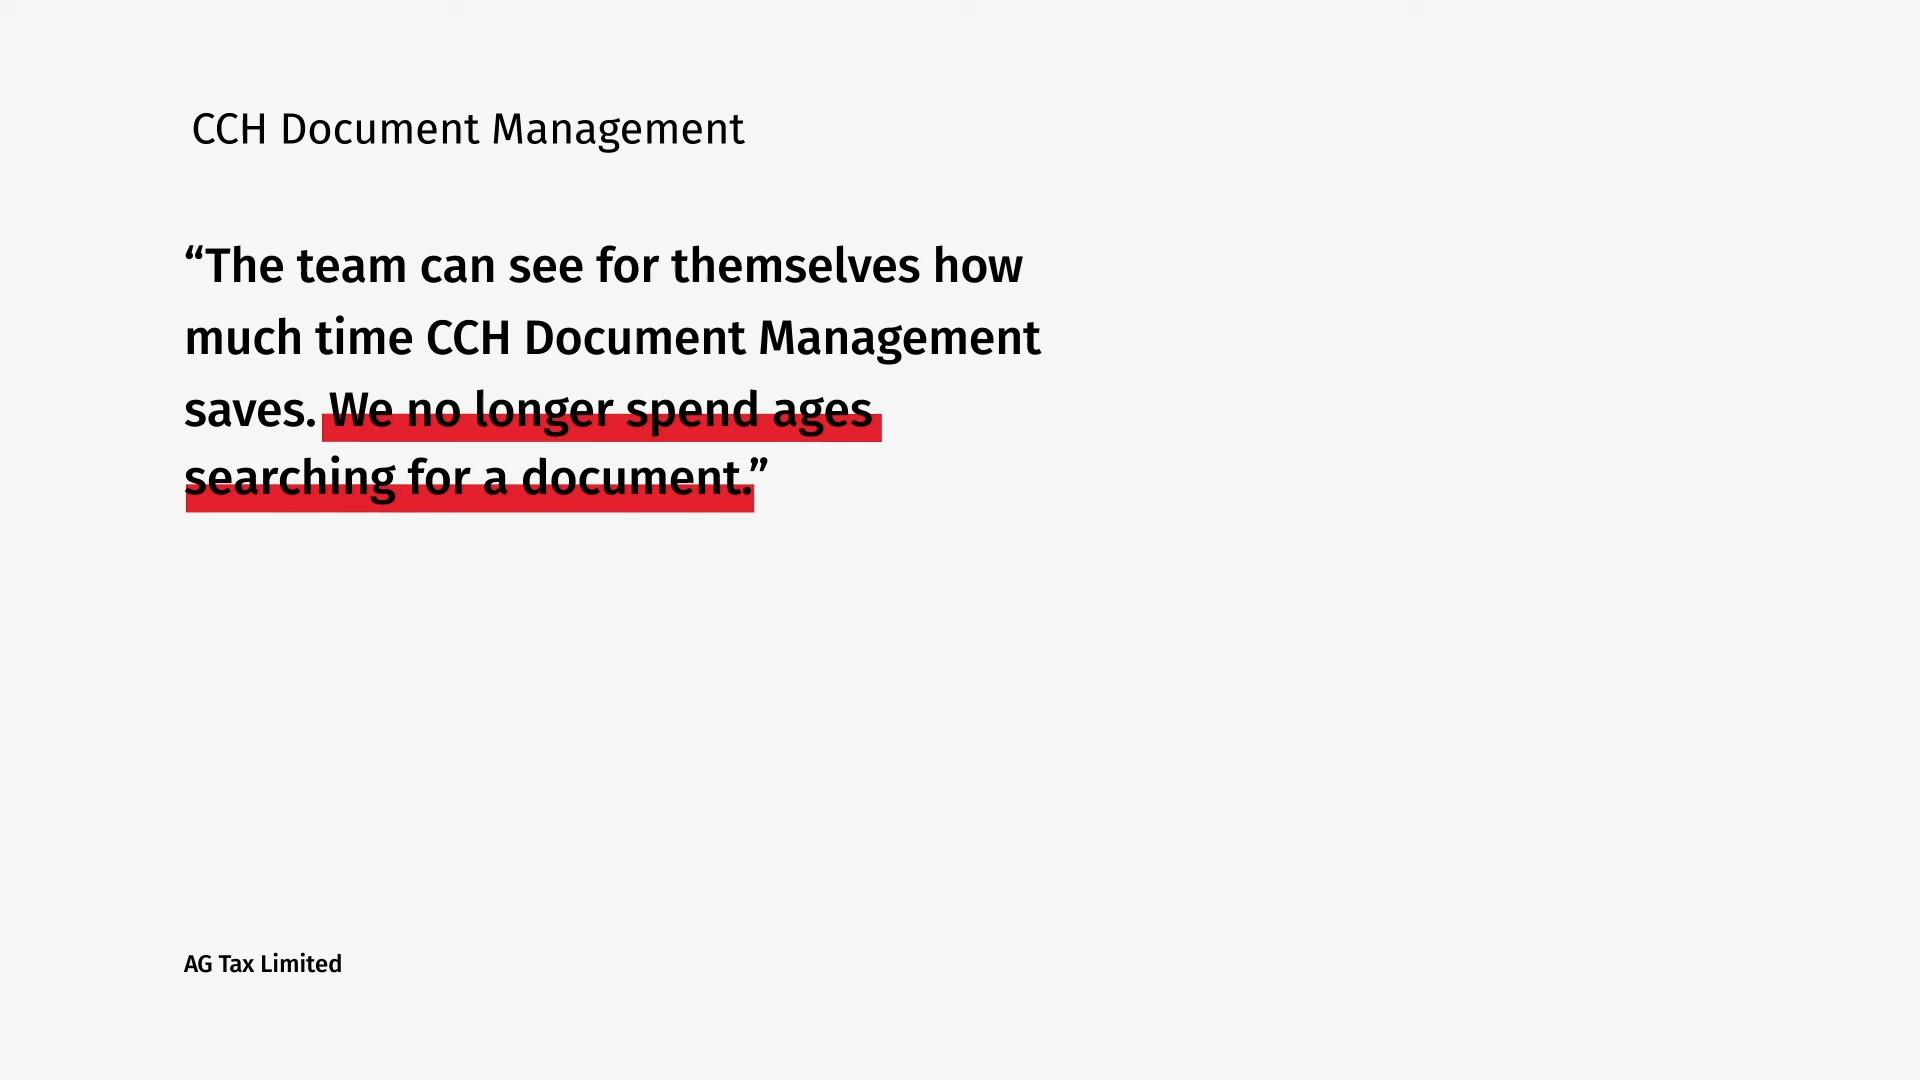 CCH Document Management
“The team can see for themselves how
much time CCH Document Management
saves. We no longer spend ages
searching for a document.”
AG Tax Limited